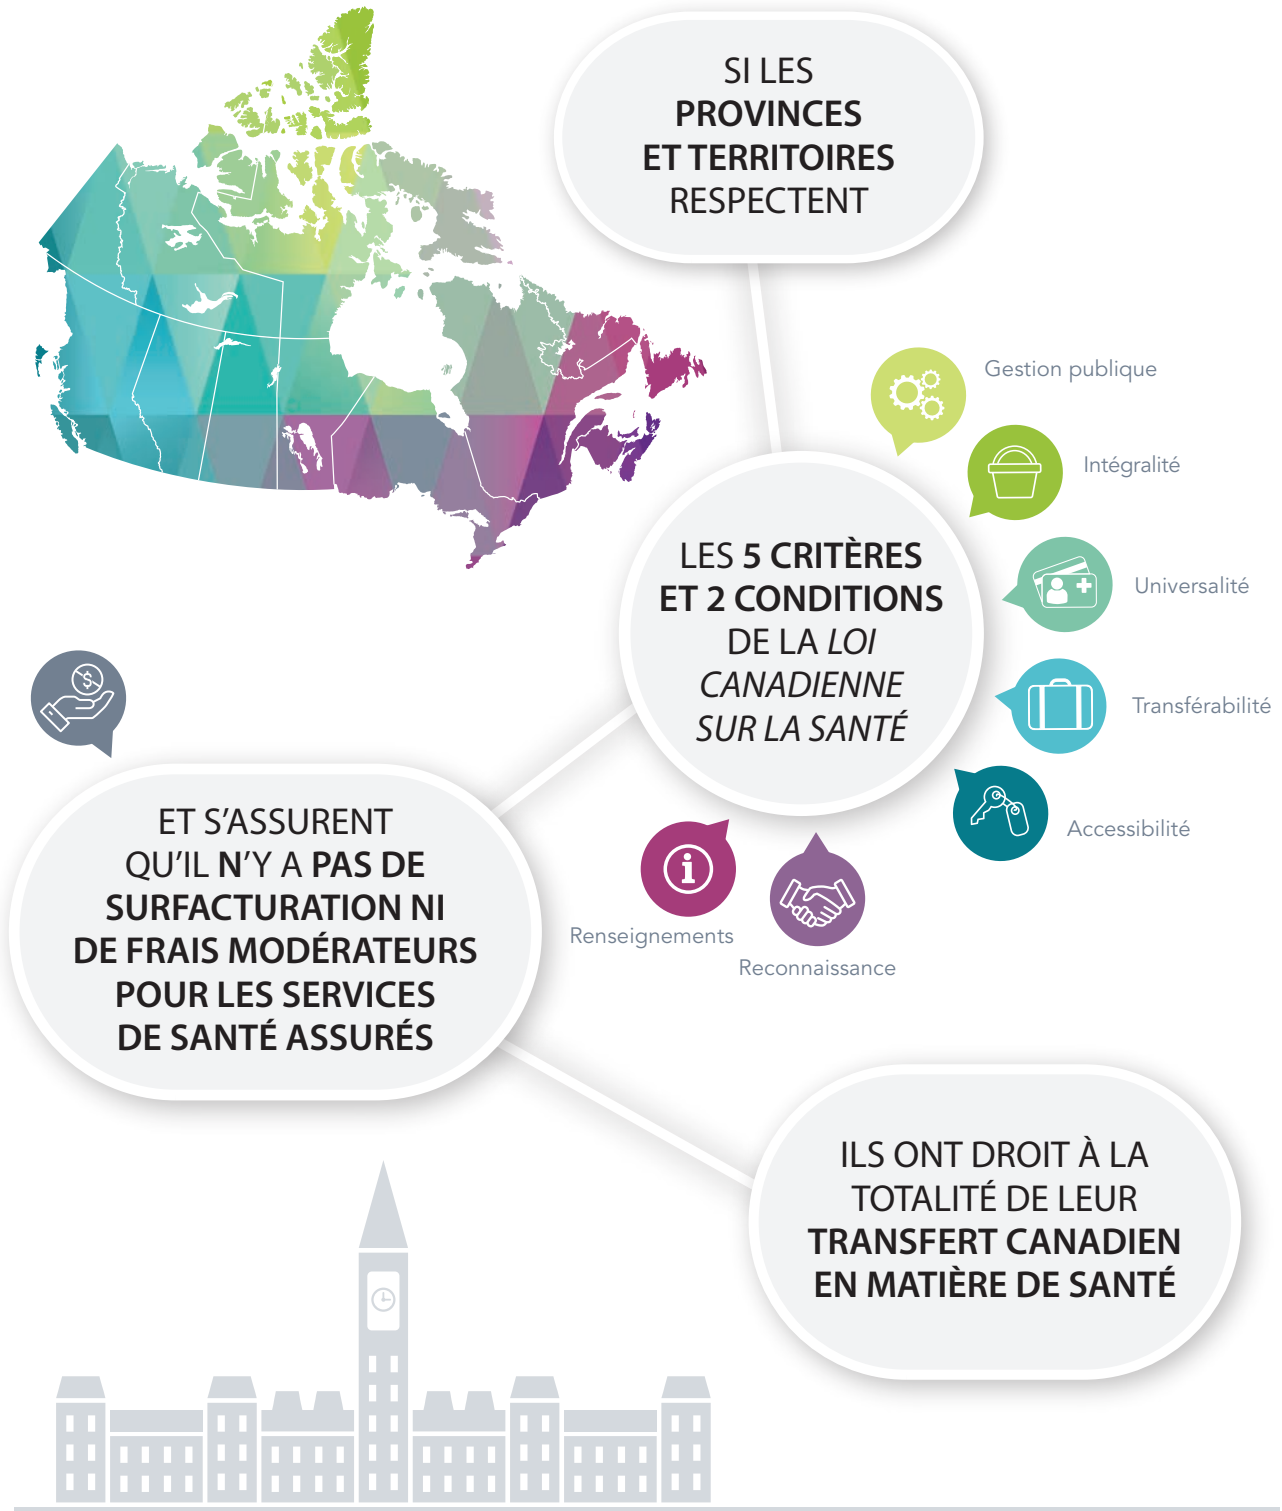 SI LES
PROVINCES
ET TERRITOIRES
RESPECTENT
Gestion publique
Intégralité
LES 5 CRITÈRES
ET 2 CONDITIONS
DE LA LOI
CANADIENNE
SUR LA SANTÉ
Universalité
Transférabilité
Accessibilité
Renseignements
Reconnaissance
$
ET S’ASSURENT
QU’IL N’Y A PAS DE
SURFACTURATION NI
DE FRAIS MODÉRATEURS
POUR LES SERVICES
DE SANTÉ ASSURÉS
ILS ONT DROIT À LA
TOTALITÉ DE LEUR
TRANSFERT CANADIEN
EN MATIÈRE DE SANTÉ